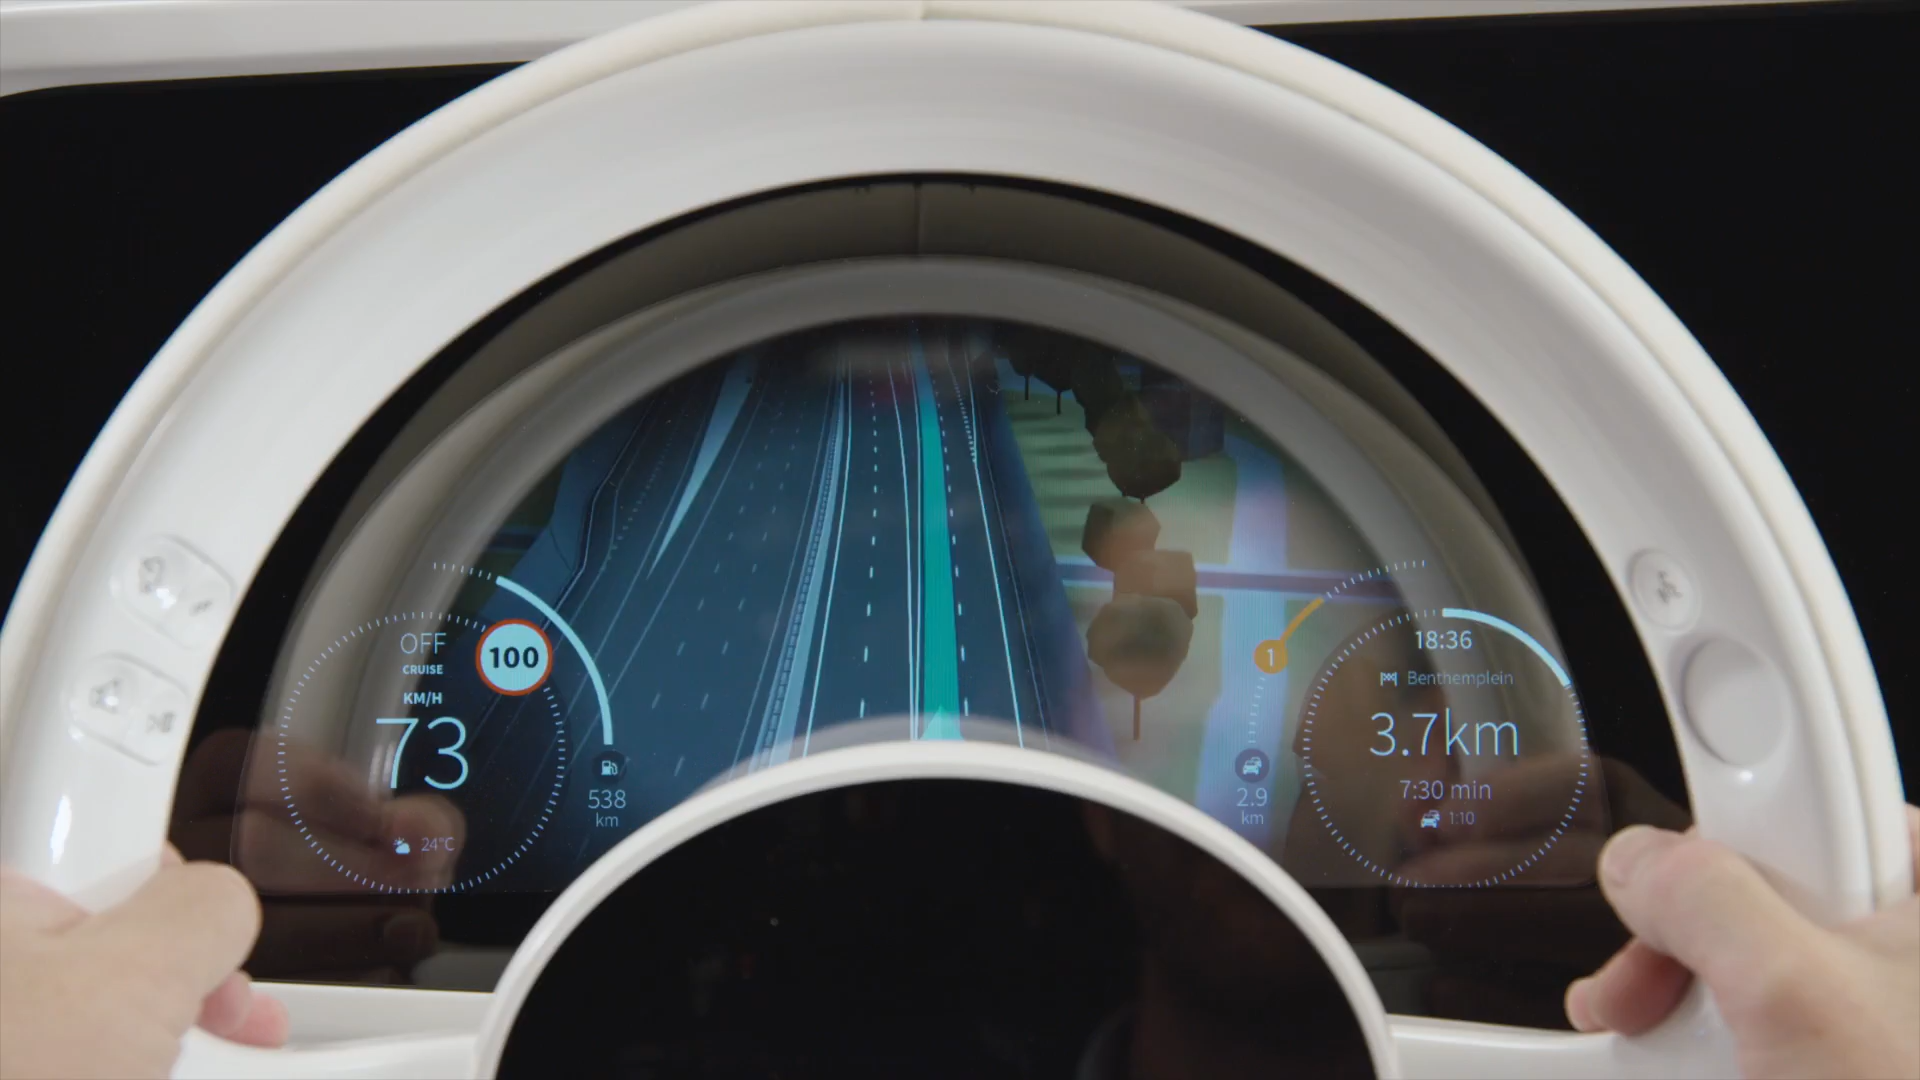 OFF
CRUISE
100
KM/H
73
24°C
538
km
1
2.9
km
18:36
Benthemplein
3.7km
7:30 min
1:10